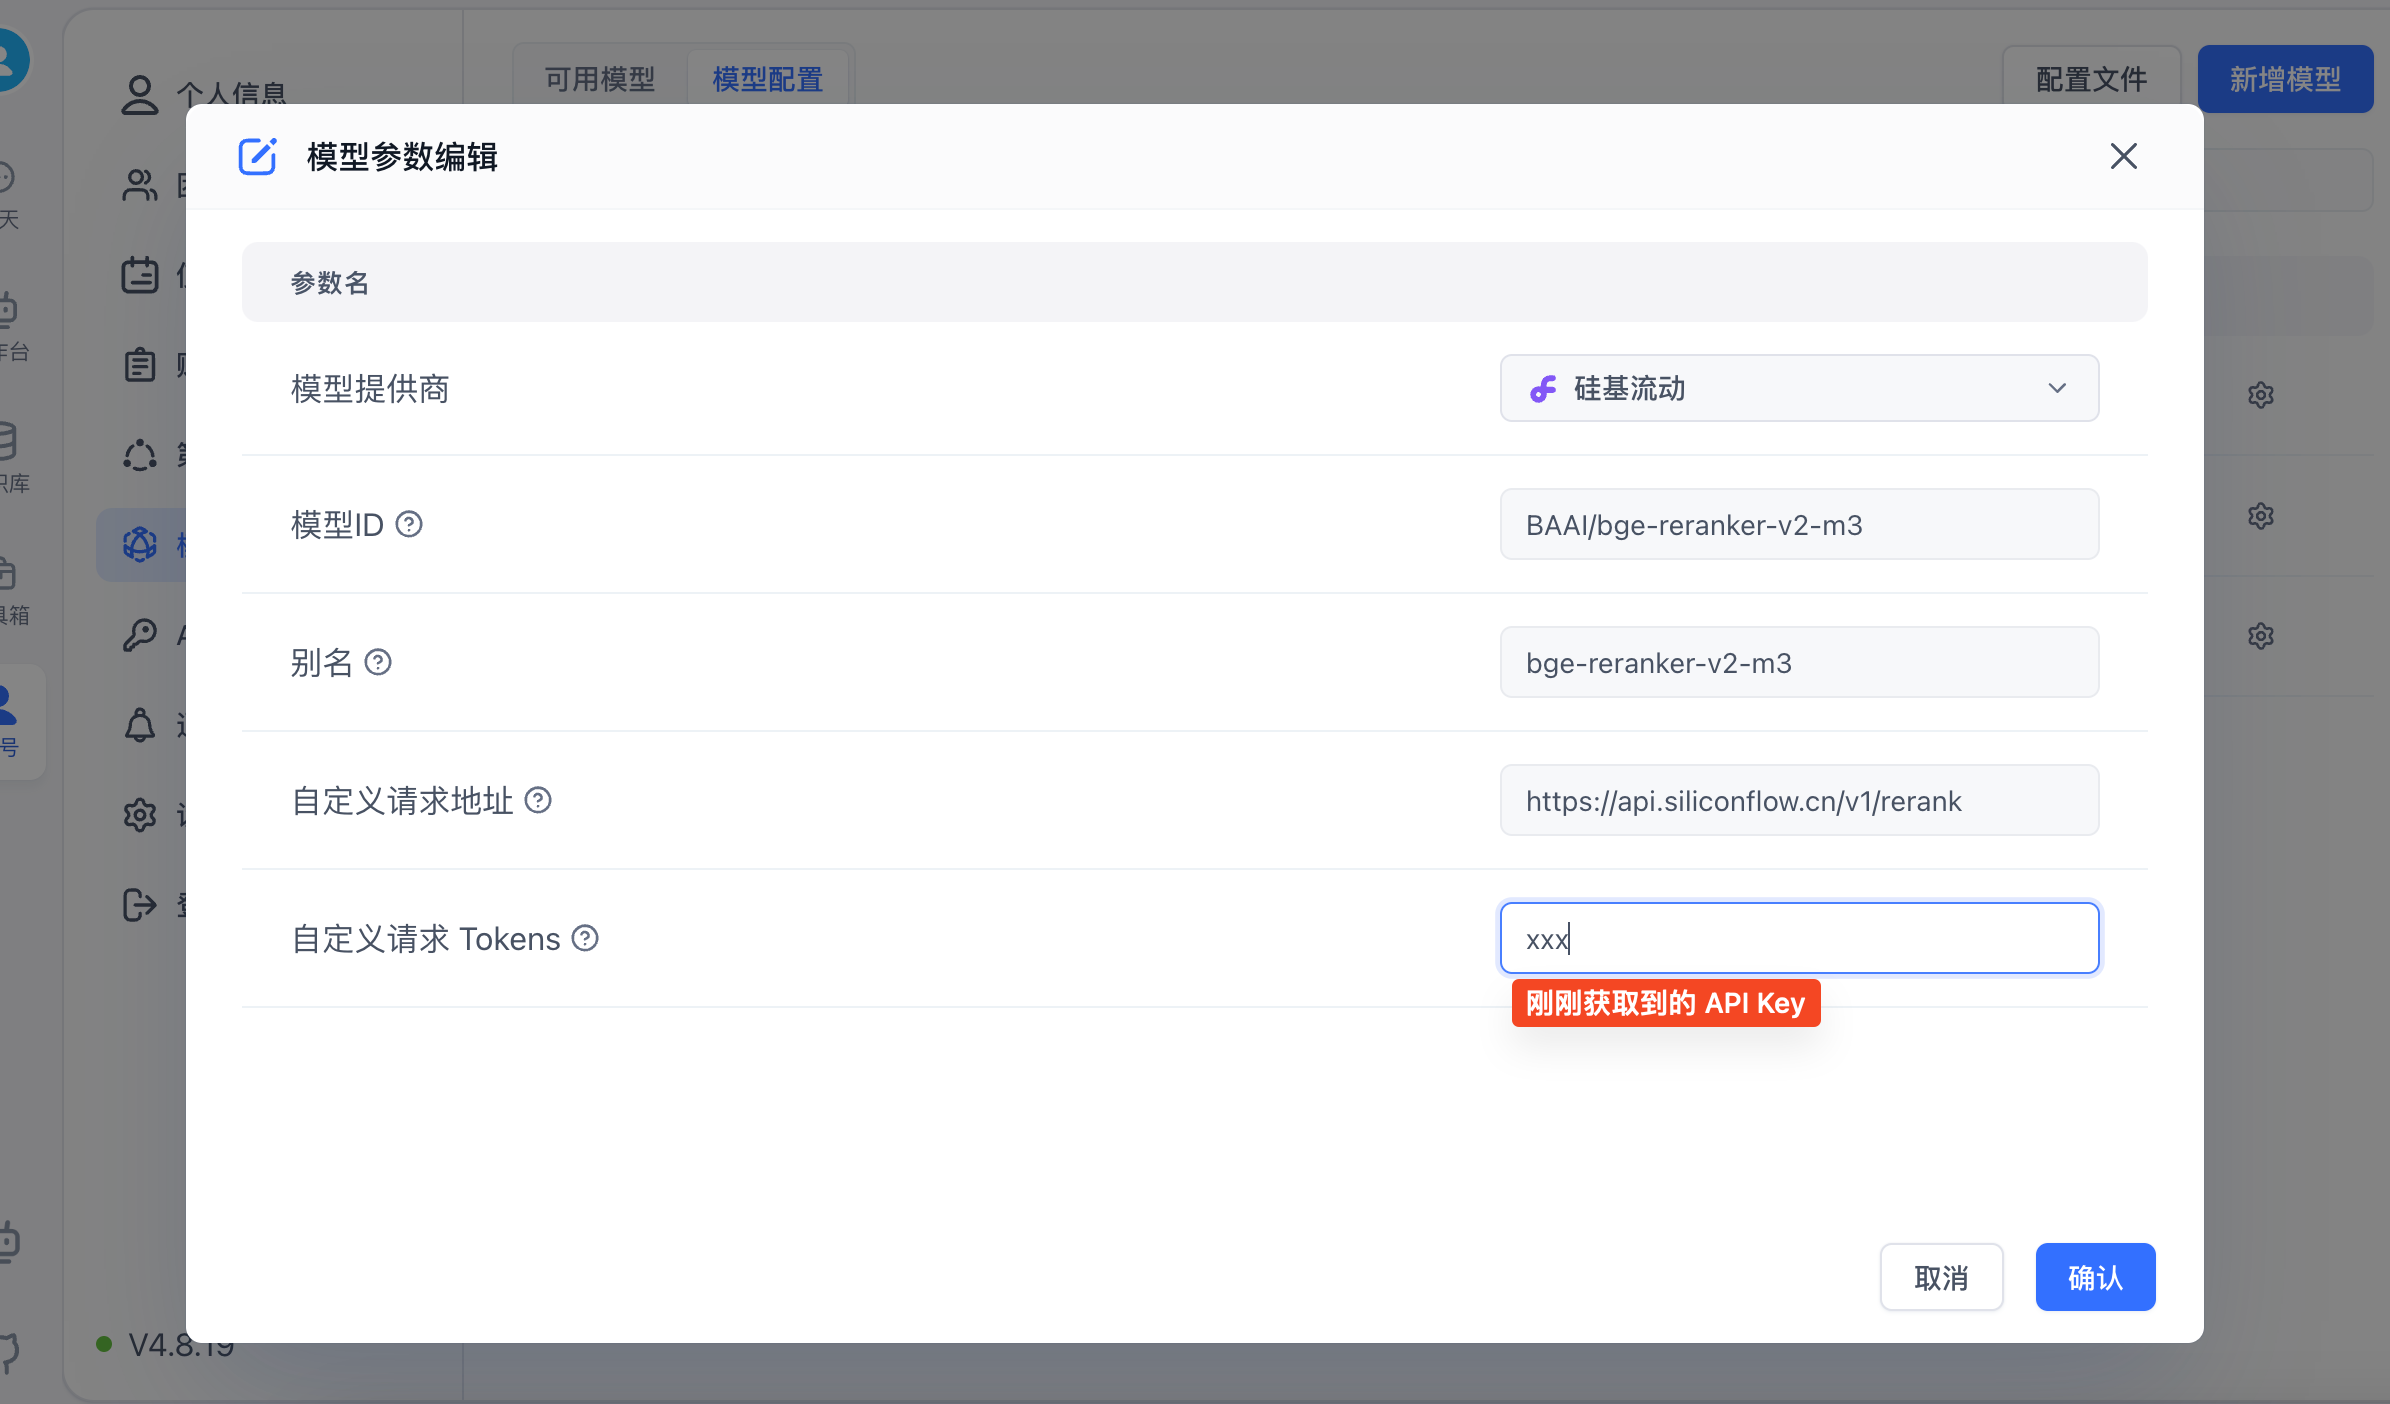 个人信息
可用模型
模型配置
配置文件
新增模型
模型参数编辑
参数名
模型提供商
硅基流动
模型ID
BAAI/bge-reranker-v2-m3
别名
bge-reranker-v2-m3
自定义请求地址
https://api.siliconflow.cn/v1/rerank
自定义请求 Tokens
xxx
刚刚获取到的 API Key
取消
确认
天
台
库
箱
号
V4.8.19